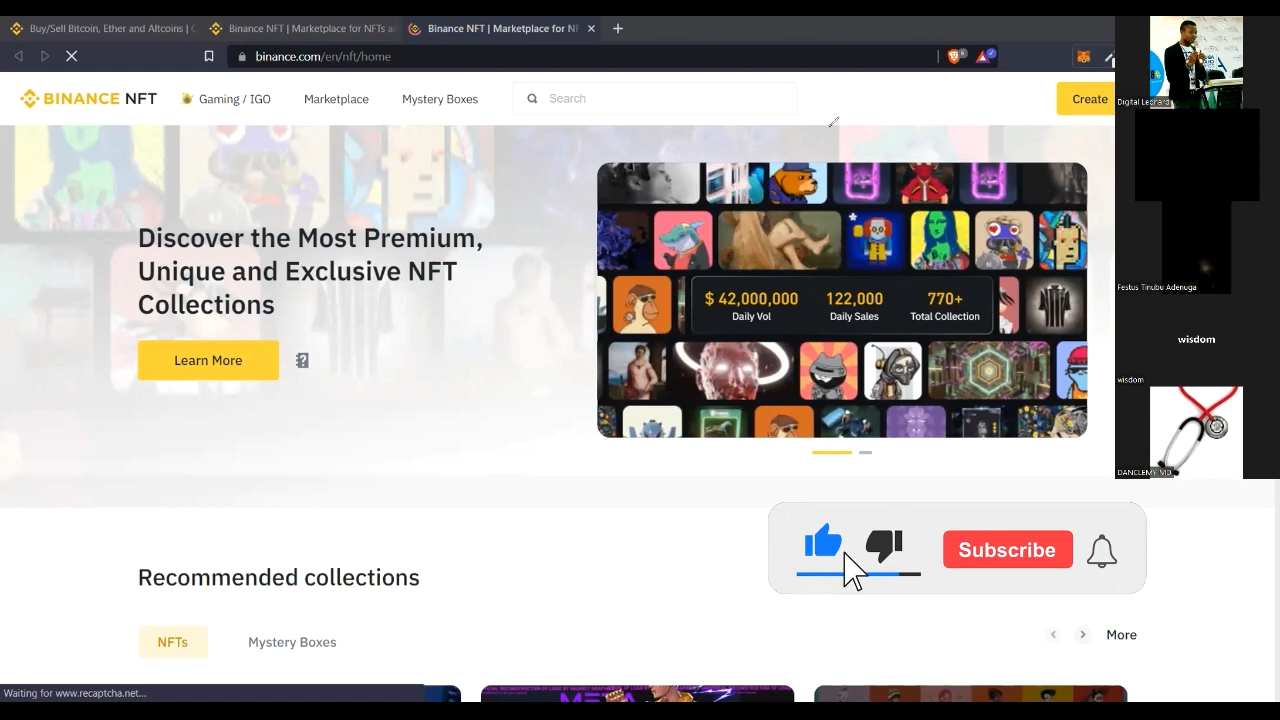 Buy/Sell Bitcoin, Ether and Altcoins | C
Binance NFT | Marketplace for NFTs an
Binance NFT | Marketplace for NF
binance.com/en/nft/home
BINANCE NFT
Gaming / IGO
Marketplace
Mystery Boxes
Search
Create
Digital Leonard
Discover the Most Premium,
Unique and Exclusive NFT
Collections
Learn More
$ 42,000,000
Daily Vol
122,000
Daily Sales
770+
Total Collection
Festus Tinubu Adenuga
wisdom
wisdom
DANCLEMY MD
Subscribe
Recommended collections
NFTs
Mystery Boxes
More
Waiting for www.recaptcha.net...